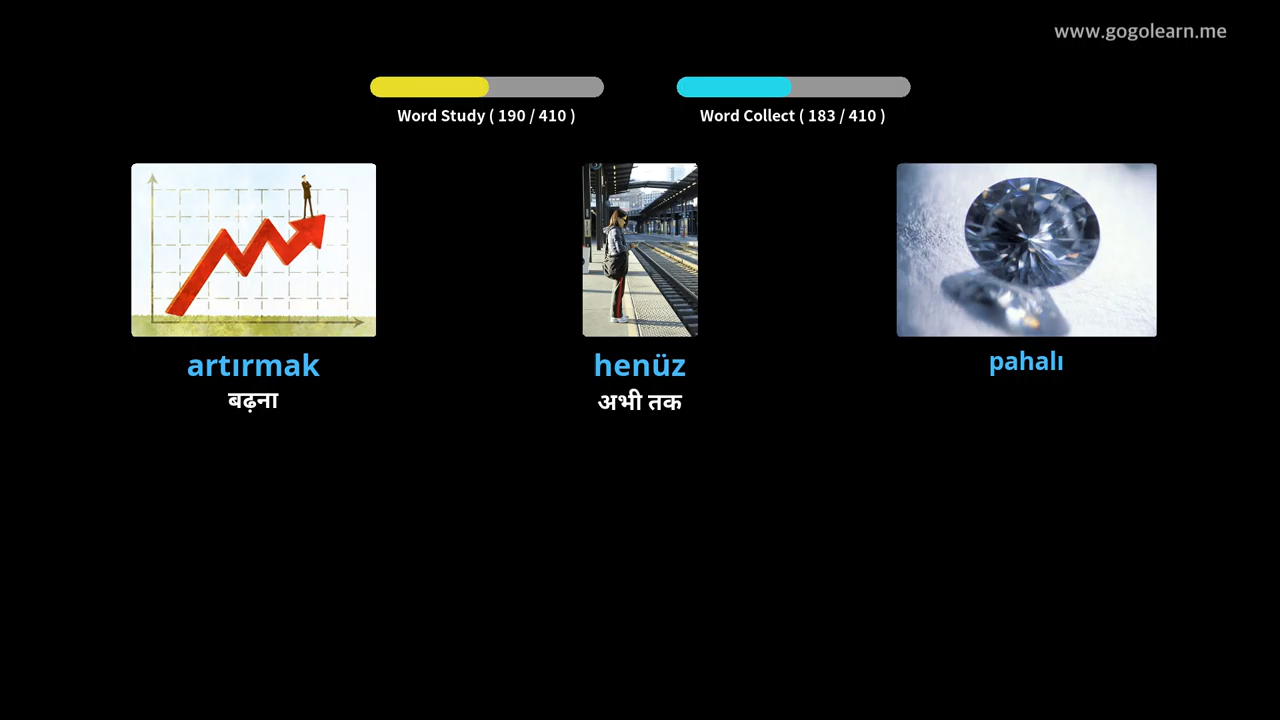 www.gogolearn.me
Word Study ( 190 / 410 )
Word Collect ( 183 / 410 )
artırmak
बढ़ना
henüz
अभी तक
pahalı